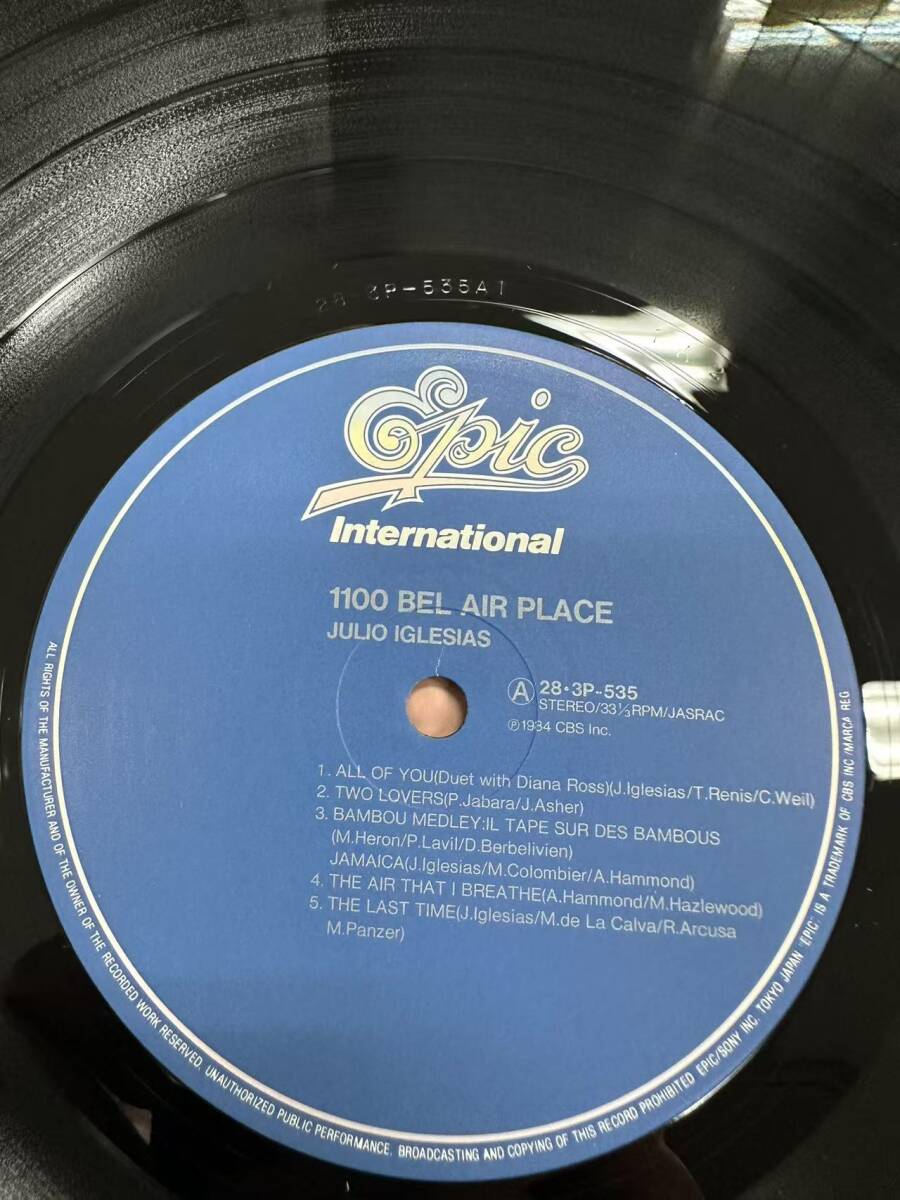 28 3P-535A1
Epic
International
1100 BEL AIR PLACE
JULIO IGLESIAS
A 28・3P-535
STEREO/33⅓RPM/JASRAC
Ⓟ1984 CBS Inc.
1. ALL OF YOU(Duet with Diana Ross)(J.Iglesias/T.Renis/C.Weil)
2. TWO LOVERS(P.Jabara/J.Asher)
3. BAMBOU MEDLEY:IL TAPE SUR DES BAMBOUS
(M.Heron/P.Lavil/D.Berbelivien)
JAMAICA(J.Iglesias/M.Colombier/A.Hammond)
4. THE AIR THAT I BREATHE(A.Hammond/M.Hazlewood)
5. THE LAST TIME(J.Iglesias/M.de La Calva/R.Arcusa
M.Panzer)
ALL RIGHTS OF THE MANUFACTURER AND OF THE OWNER OF THE RECORDED WORK RESERVED. UNAUTHORIZED PUBLIC PERFORMANCE. BROADCASTING AND COPYING OF THIS RECORD PROHIBITED EPIC/SONY INC. TOKYO JAPAN "EPIC" IS A TRADEMARK OF CBS INC./MARCA REG